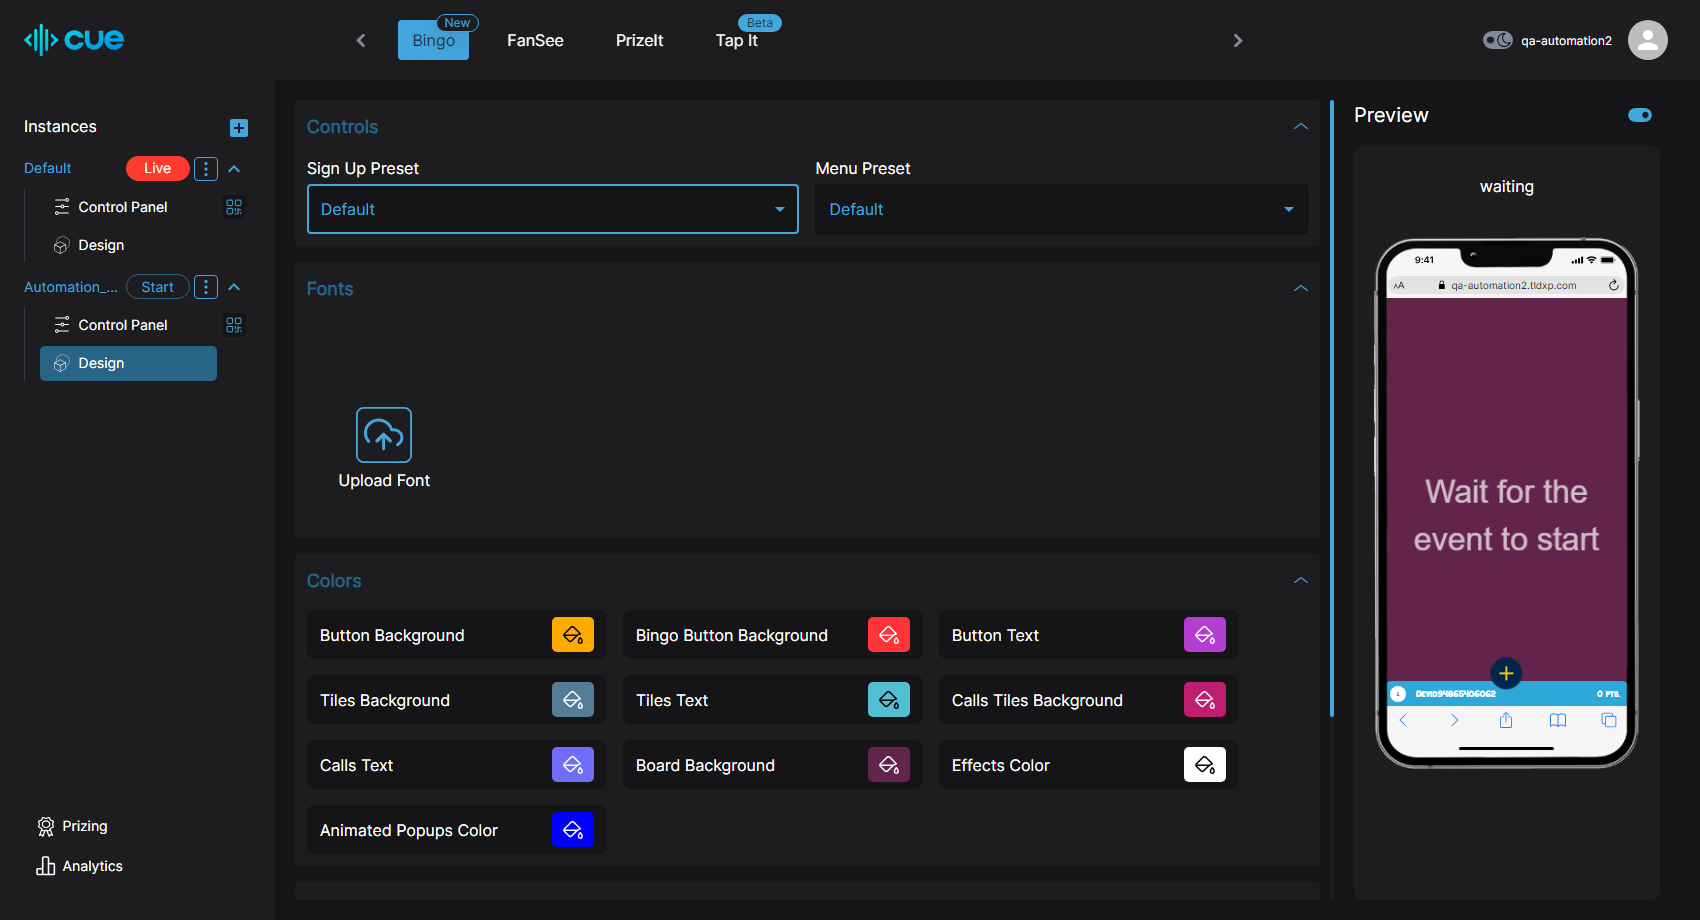 cue
Bingo
New
FanSee
PrizeIt
Tap It
Beta
qa-automation2
Instances
Default
Live
Control Panel
Design
Automation_...
Start
Control Panel
Design
Prizing
Analytics
Controls
Sign Up Preset
Default
Menu Preset
Default
Fonts
Upload Font
Colors
Button Background
Bingo Button Background
Button Text
Tiles Background
Tiles Text
Calls Tiles Background
Calls Text
Board Background
Effects Color
Animated Popups Color
Preview
waiting
9:41
AA
qa-automation2.tldxp.com
Wait for the
event to start
0 PTS.